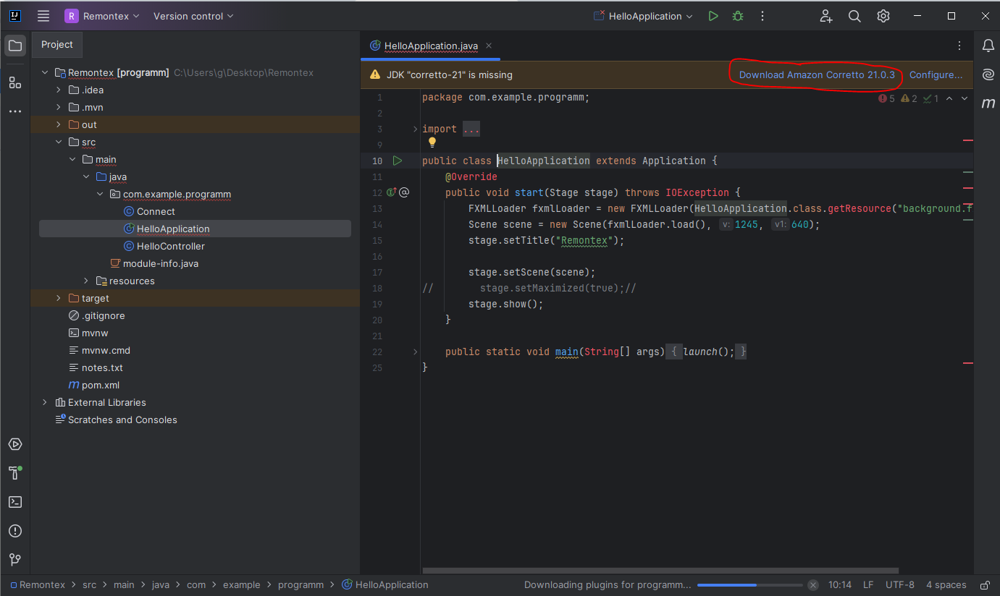 IJ R Remontex Version control HelloApplication
Project
HelloApplication.java
Remontex [programm] C:\Users\g\Desktop\Remontex
.idea
.mvn
out
src
main
java
com.example.programm
Connect
HelloApplication
HelloController
module-info.java
resources
target
.gitignore
mvnw
mvnw.cmd
notes.txt
pom.xml
External Libraries
Scratches and Consoles
JDK "corretto-21" is missing Download Amazon Corretto 21.0.3 Configure...
5 2 1
m
1 package com.example.programm;
2
3 import ...
9
10 public class HelloApplication extends Application {
11 @Override
12 public void start(Stage stage) throws IOException {
13 FXMLLoader fxmlLoader = new FXMLLoader(HelloApplication.class.getResource("background.f
14 Scene scene = new Scene(fxmlLoader.load(), v: 1245, v1: 640);
15 stage.setTitle("Remontex");
16
17 stage.setScene(scene);
18 // stage.setMaximized(true);//
19 stage.show();
20 }
21
22 public static void main(String[] args) { launch(); }
25 }
Remontex > src > main > java > com > example > programm > HelloApplication Downloading plugins for programm... 10:14 LF UTF-8 4 spaces